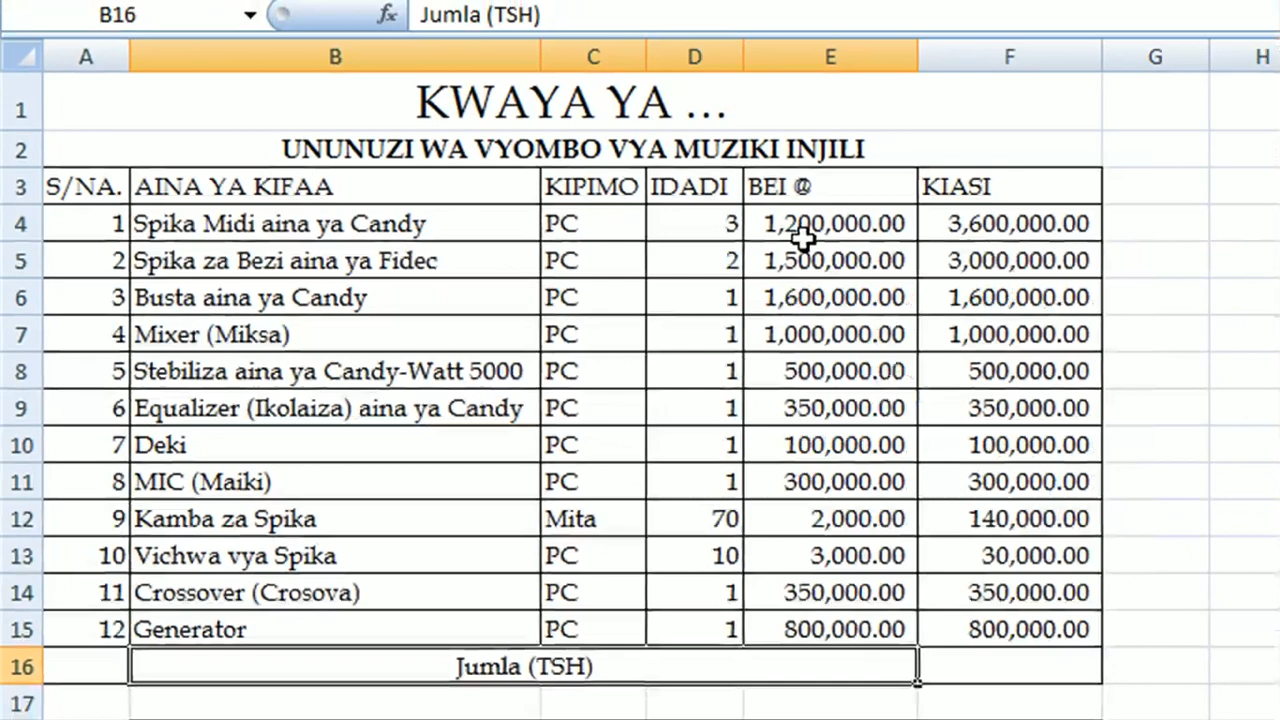 B16 fx Jumla (TSH)
A B C D E F G H
1 KWAYA YA ...
2 UNUNUZI WA VYOMBO VYA MUZIKI INJILI
3 S/NA. AINA YA KIFAA KIPIMO IDADI BEI @ KIASI
4 1 Spika Midi aina ya Candy PC 3 1,200,000.00 3,600,000.00
5 2 Spika za Bezi aina ya Fidec PC 2 1,500,000.00 3,000,000.00
6 3 Busta aina ya Candy PC 1 1,600,000.00 1,600,000.00
7 4 Mixer (Miksa) PC 1 1,000,000.00 1,000,000.00
8 5 Stebiliza aina ya Candy-Watt 5000 PC 1 500,000.00 500,000.00
9 6 Equalizer (Ikolaiza) aina ya Candy PC 1 350,000.00 350,000.00
10 7 Deki PC 1 100,000.00 100,000.00
11 8 MIC (Maiki) PC 1 300,000.00 300,000.00
12 9 Kamba za Spika Mita 70 2,000.00 140,000.00
13 10 Vichwa vya Spika PC 10 3,000.00 30,000.00
14 11 Crossover (Crosova) PC 1 350,000.00 350,000.00
15 12 Generator PC 1 800,000.00 800,000.00
16 Jumla (TSH)
17